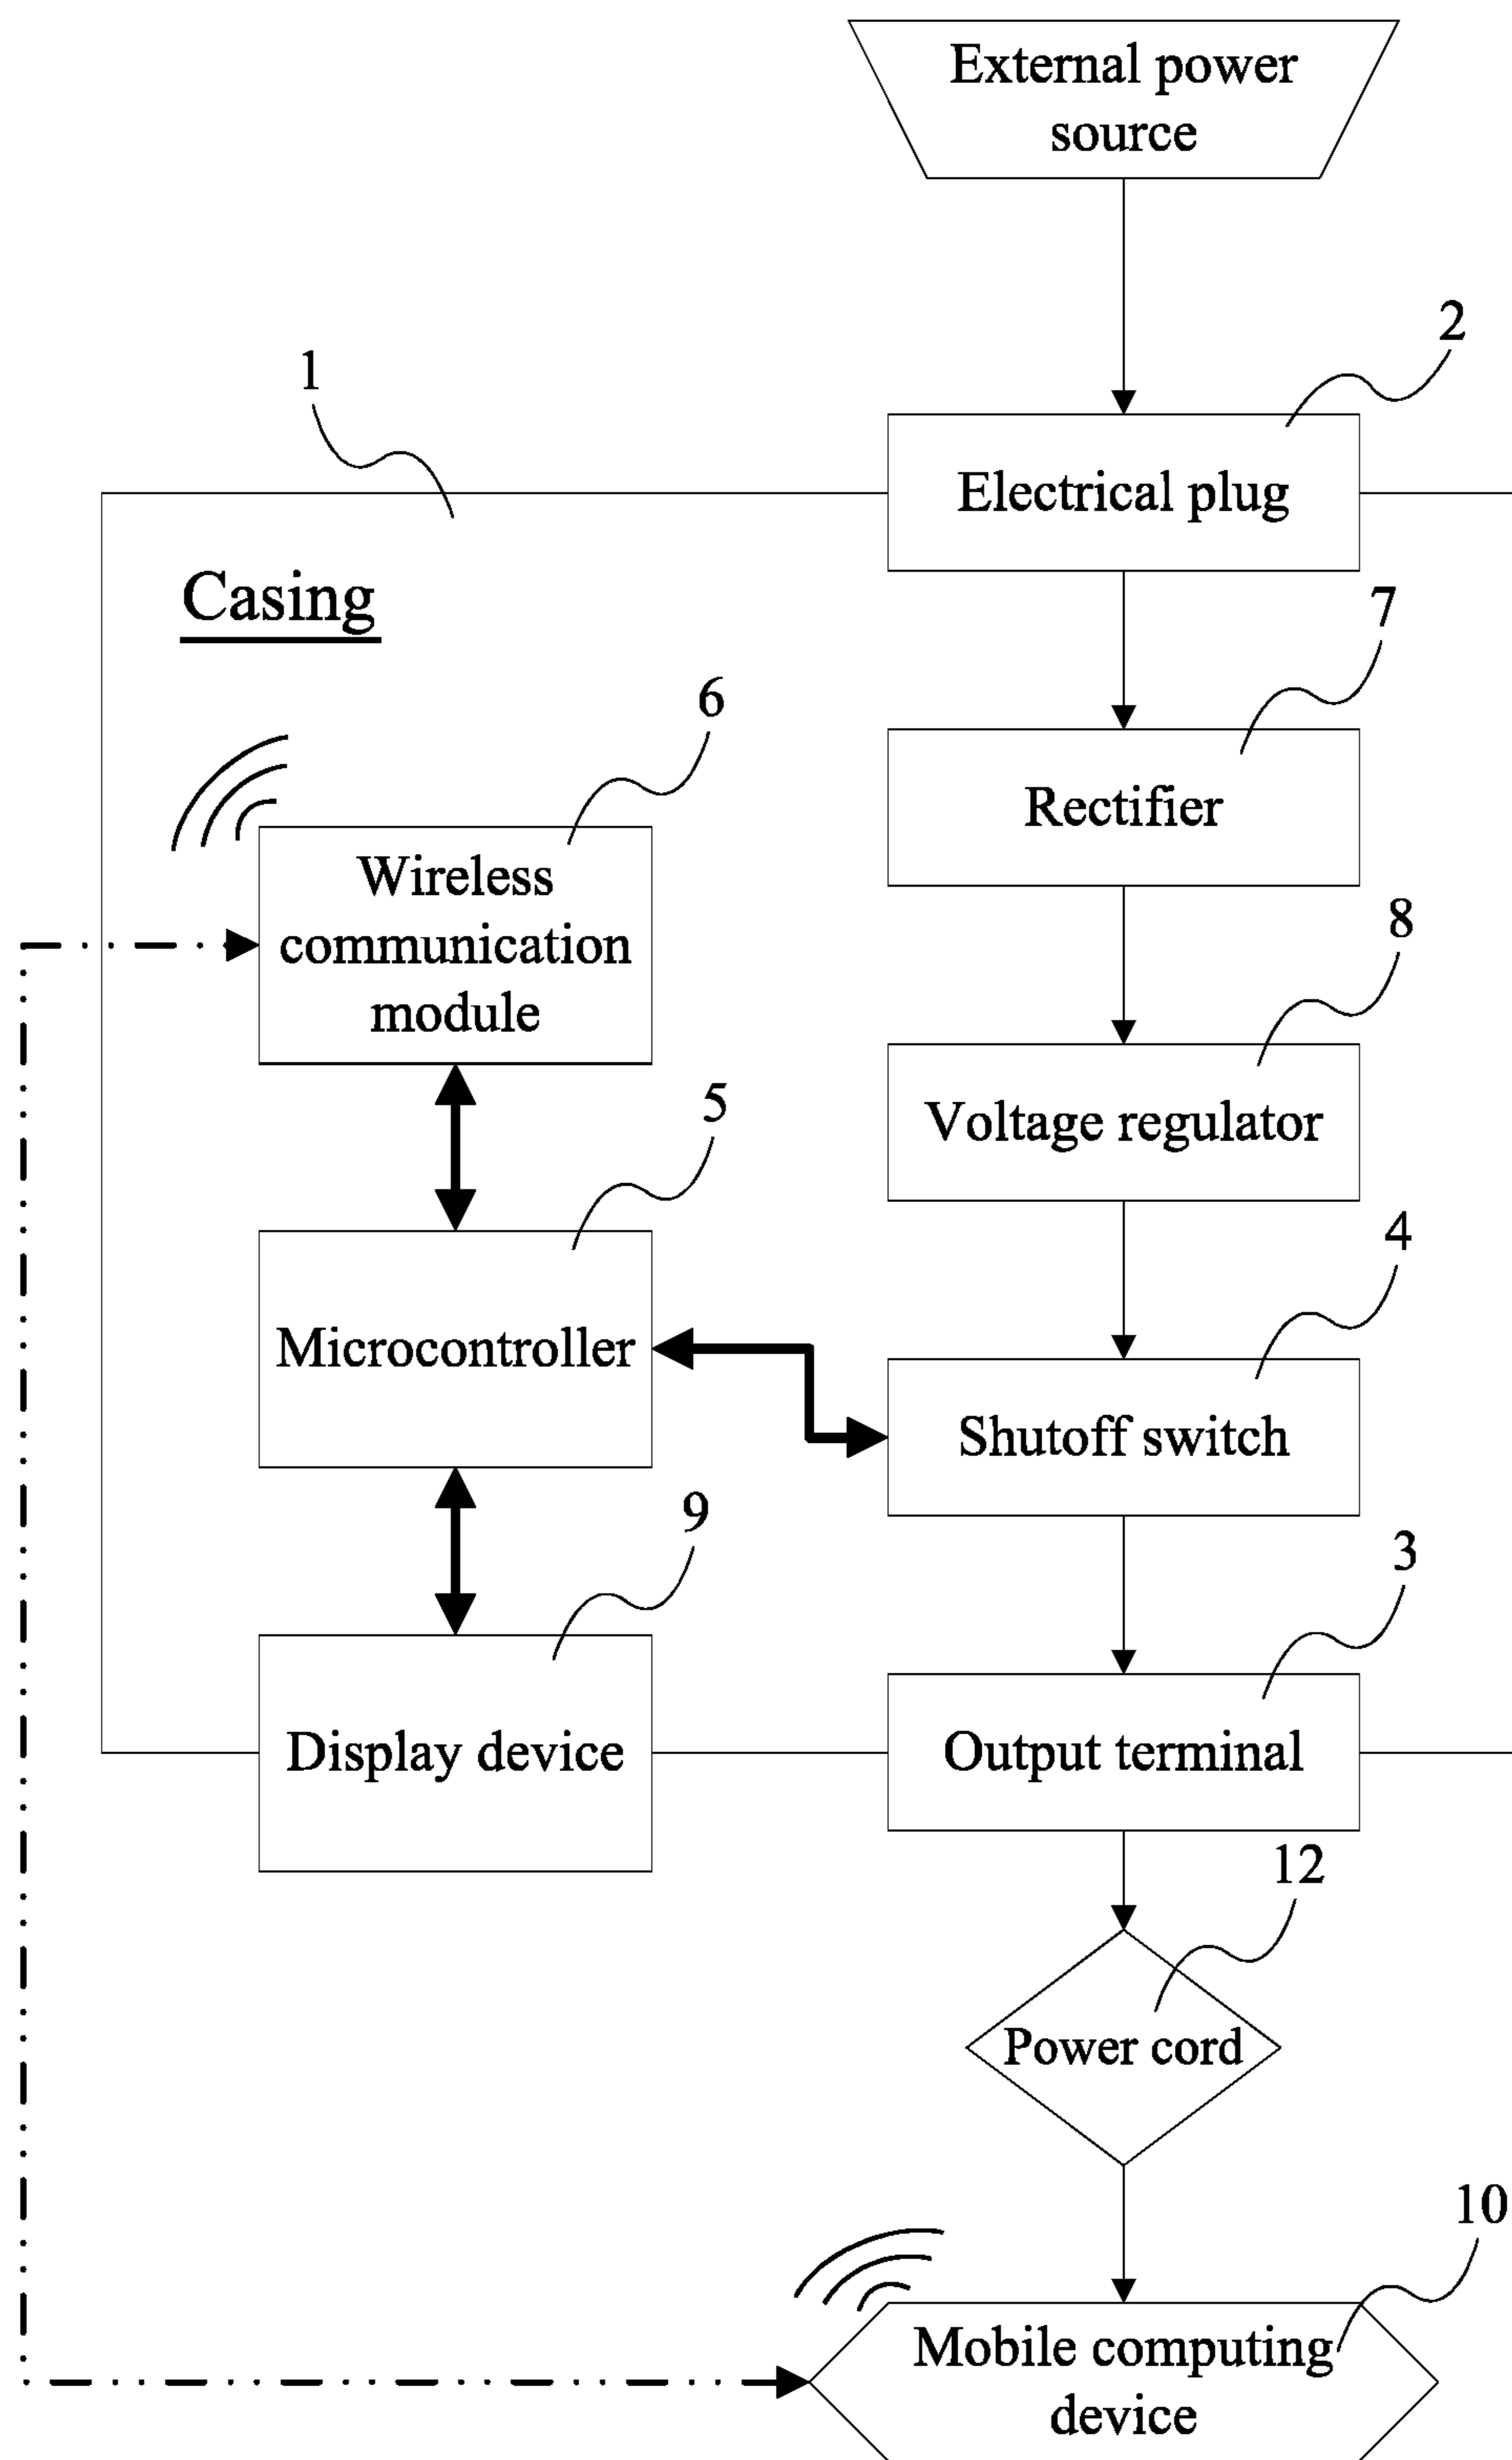 External power
source
2
1
Electrical plug
Casing
7
6
Rectifier
Wireless
communication
module
8
5
Voltage regulator
4
Microcontroller
Shutoff switch
9
3
Display device
Output terminal
12
Power cord
10
Mobile computing
device